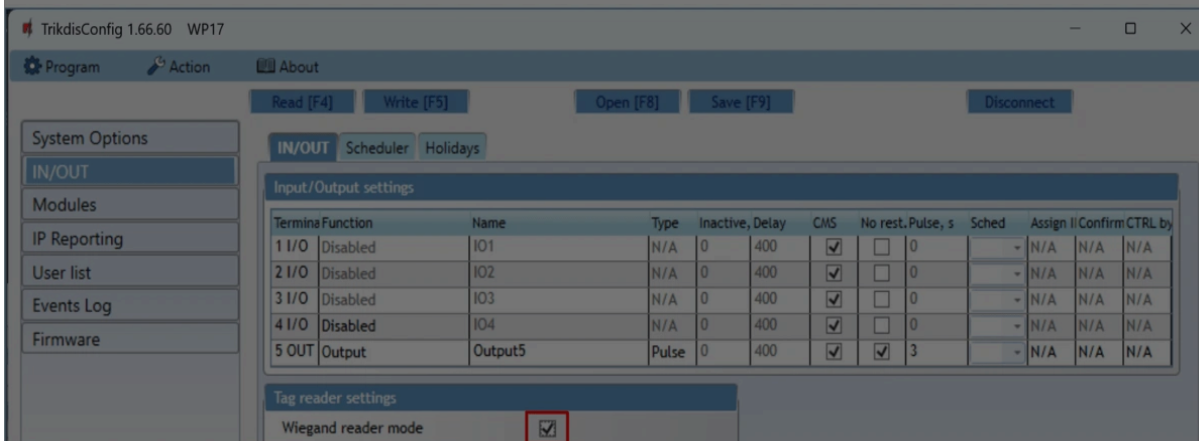 TrikdisConfig 1.66.60 WP17
Program Action About
Read [F4] Write [F5] Open [F8] Save [F9] Disconnect
System Options
IN/OUT
Modules
IP Reporting
User list
Events Log
Firmware
IN/OUT Scheduler Holidays
Input/Output settings
Termina Function Name Type Inactive, Delay CMS No rest. Pulse, s Sched Assign I Confirm CTRL by
1 I/O Disabled IO1 N/A 0 400 0 N/A N/A N/A
2 I/O Disabled IO2 N/A 0 400 0 N/A N/A N/A
3 I/O Disabled IO3 N/A 0 400 0 N/A N/A N/A
4 I/O Disabled IO4 N/A 0 400 0 N/A N/A N/A
5 OUT Output Output5 Pulse 0 400 3 N/A N/A N/A
Tag reader settings
Wiegand reader mode